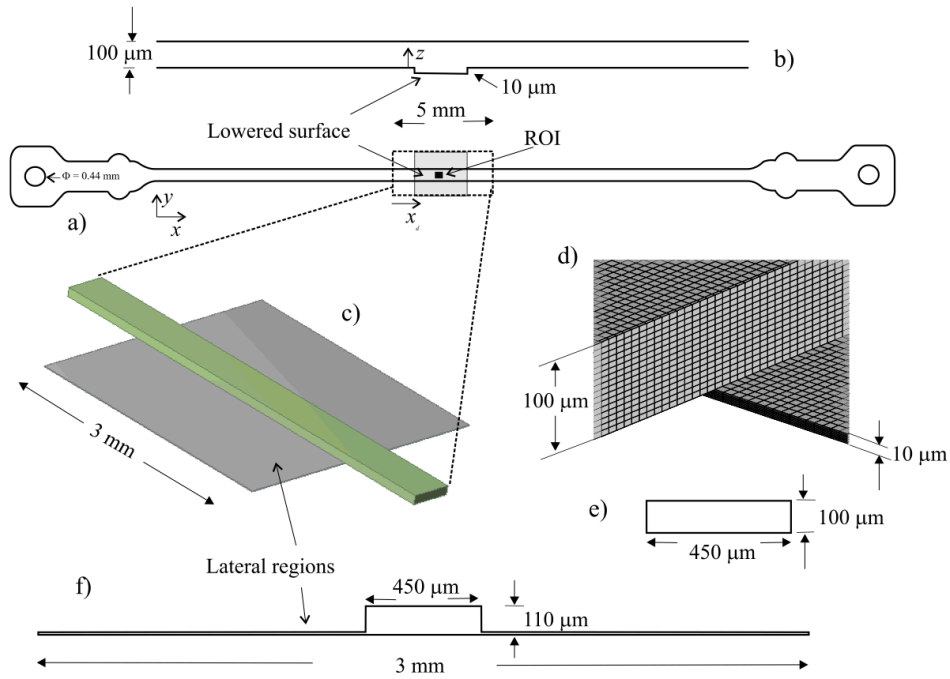 100 μm
z
b)
10 μm
5 mm
Lowered surface
ROI
Φ = 0.44 mm
y
x
a)
x_d
d)
c)
100 μm
3 mm
10 μm
e)
100 μm
450 μm
Lateral regions
f)
450 μm
110 μm
3 mm